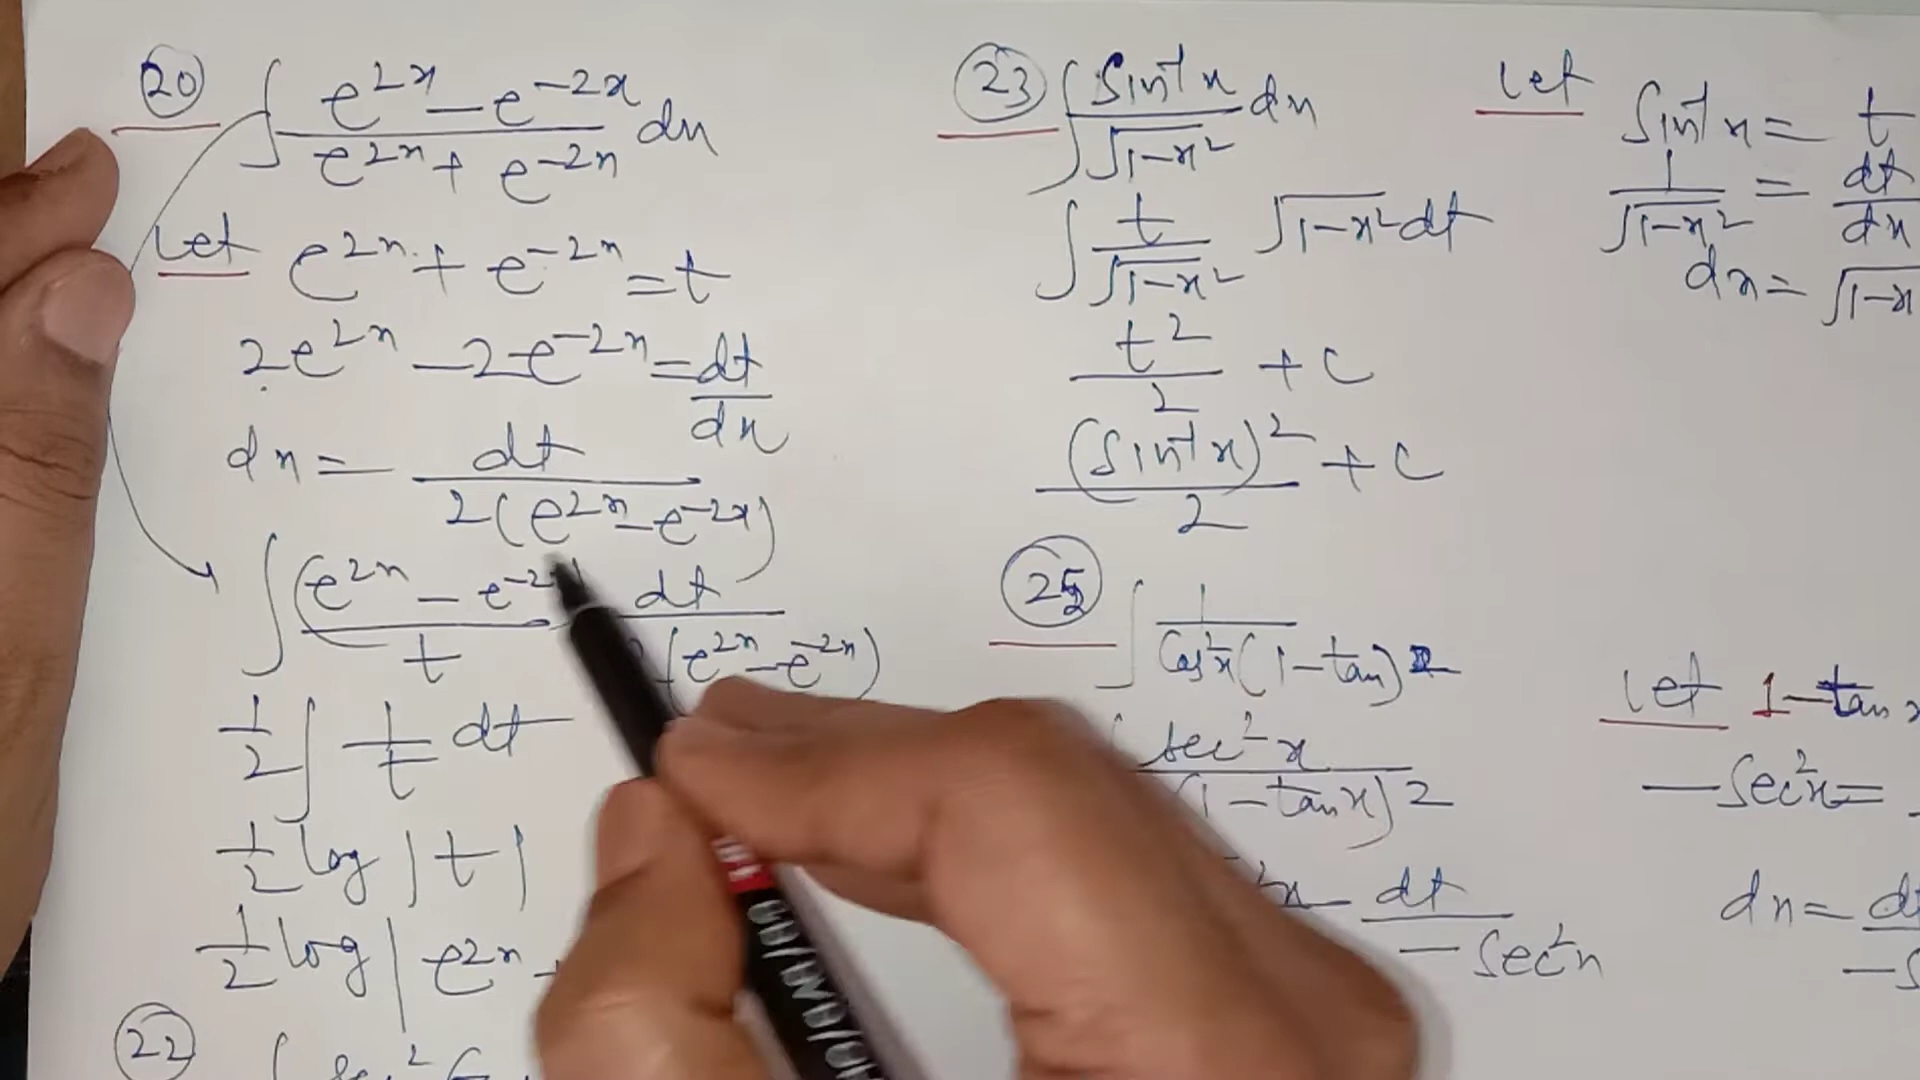 20 ∫ (e^2x − e^-2x)/(e^2x + e^-2x) dx
Let e^2x + e^-2x = t
2e^2x − 2e^-2x = dt/dx
dx = dt/2(e^2x − e^-2x)
∫ (e^2x − e^-2x)/t dt/2(e^2x − e^-2x)
1/2 ∫ 1/t dt
1/2 log |t|
1/2 log | e^2x
22
23 ∫ Sin⁻¹x/√1−x² dx
∫ t/√1−x² √1−x² dt
t²/2 + C
(Sin⁻¹x)²/2 + C
Let Sin⁻¹x = t
1/√1−x² = dt/dx
dx = √1−x
25 ∫ 1/Cos²x(1−tan)2
sec²x/(1−tanx)2
dt/−Sec²x
Let 1−tan x
−Sec²x =
dx =